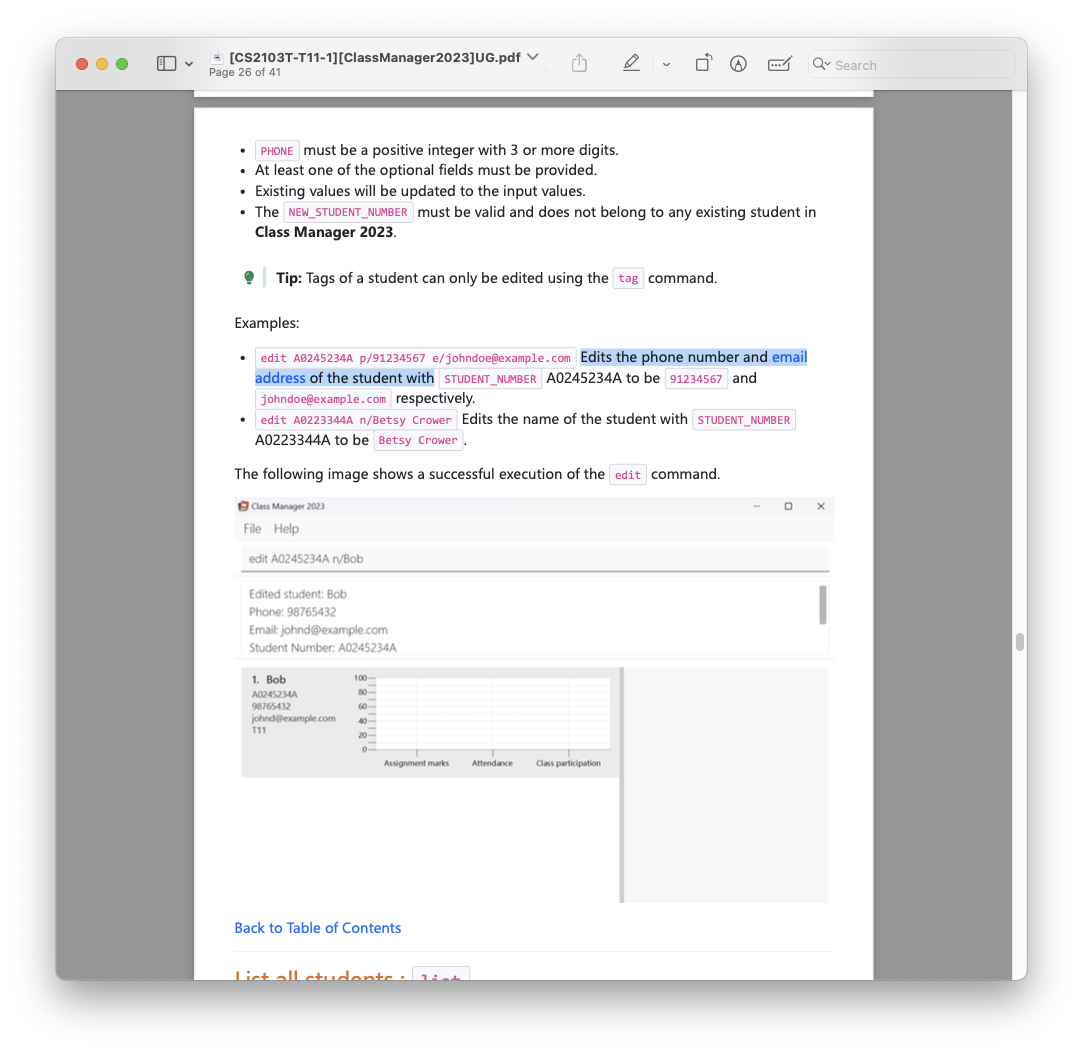 [CS2103T-T11-1][ClassManager2023]UG.pdf
Page 26 of 41
Search
• PHONE must be a positive integer with 3 or more digits.
• At least one of the optional fields must be provided.
• Existing values will be updated to the input values.
• The NEW_STUDENT_NUMBER must be valid and does not belong to any existing student in
Class Manager 2023.
Tip: Tags of a student can only be edited using the tag command.
Examples:
• edit A0245234A p/91234567 e/johndoe@example.com Edits the phone number and email
address of the student with STUDENT_NUMBER A0245234A to be 91234567 and
johndoe@example.com respectively.
• edit A0223344A n/Betsy Crower Edits the name of the student with STUDENT_NUMBER
A0223344A to be Betsy Crower.
The following image shows a successful execution of the edit command.
Class Manager 2023
File Help
edit A0245234A n/Bob
Edited student: Bob
Phone: 98765432
Email: johnd@example.com
Student Number: A0245234A
1. Bob
A0245234A
98765432
johnd@example.com
T11
100
80
60
40
20
0
Assignment marks Attendance Class participation
Back to Table of Contents
List all students : list